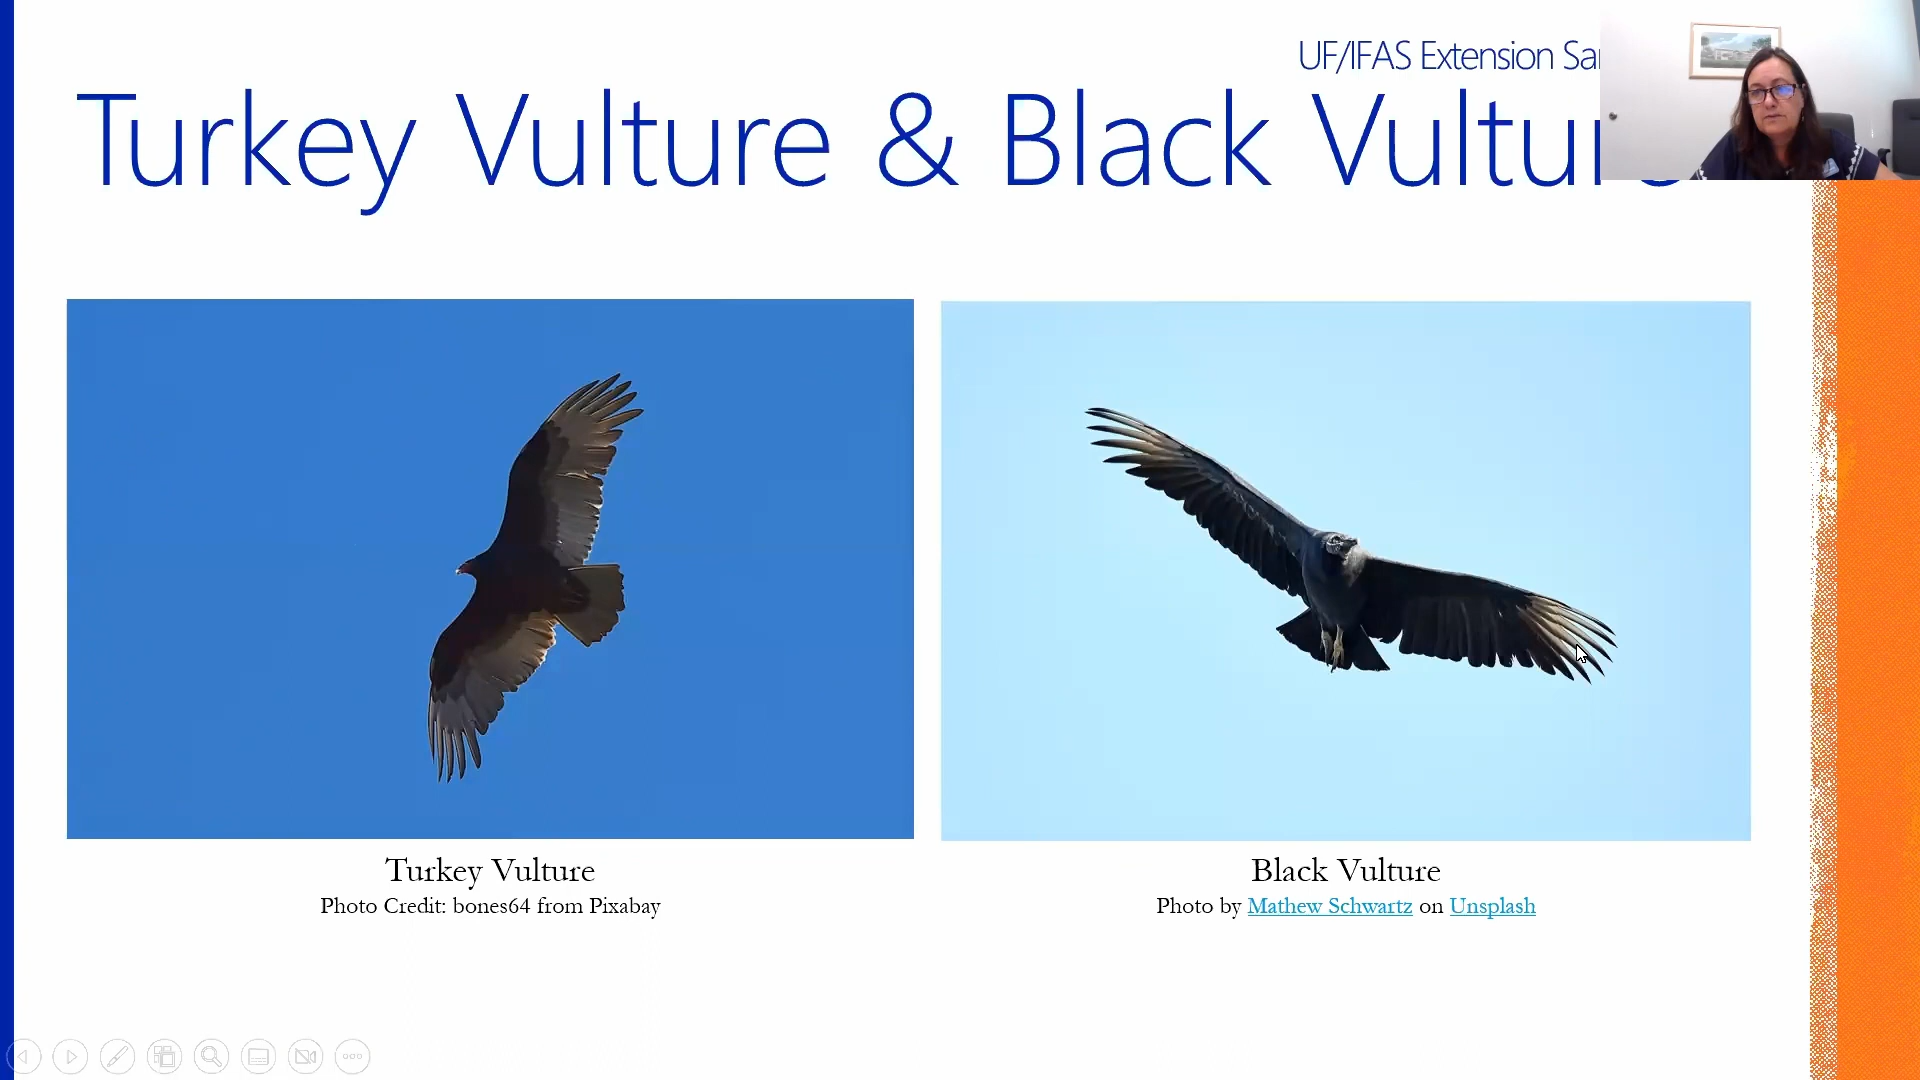 UF/IFAS Extension
Turkey Vulture & Black Vulture
Turkey Vulture
Photo Credit: bones64 from Pixabay
Black Vulture
Photo by Mathew Schwartz on Unsplash